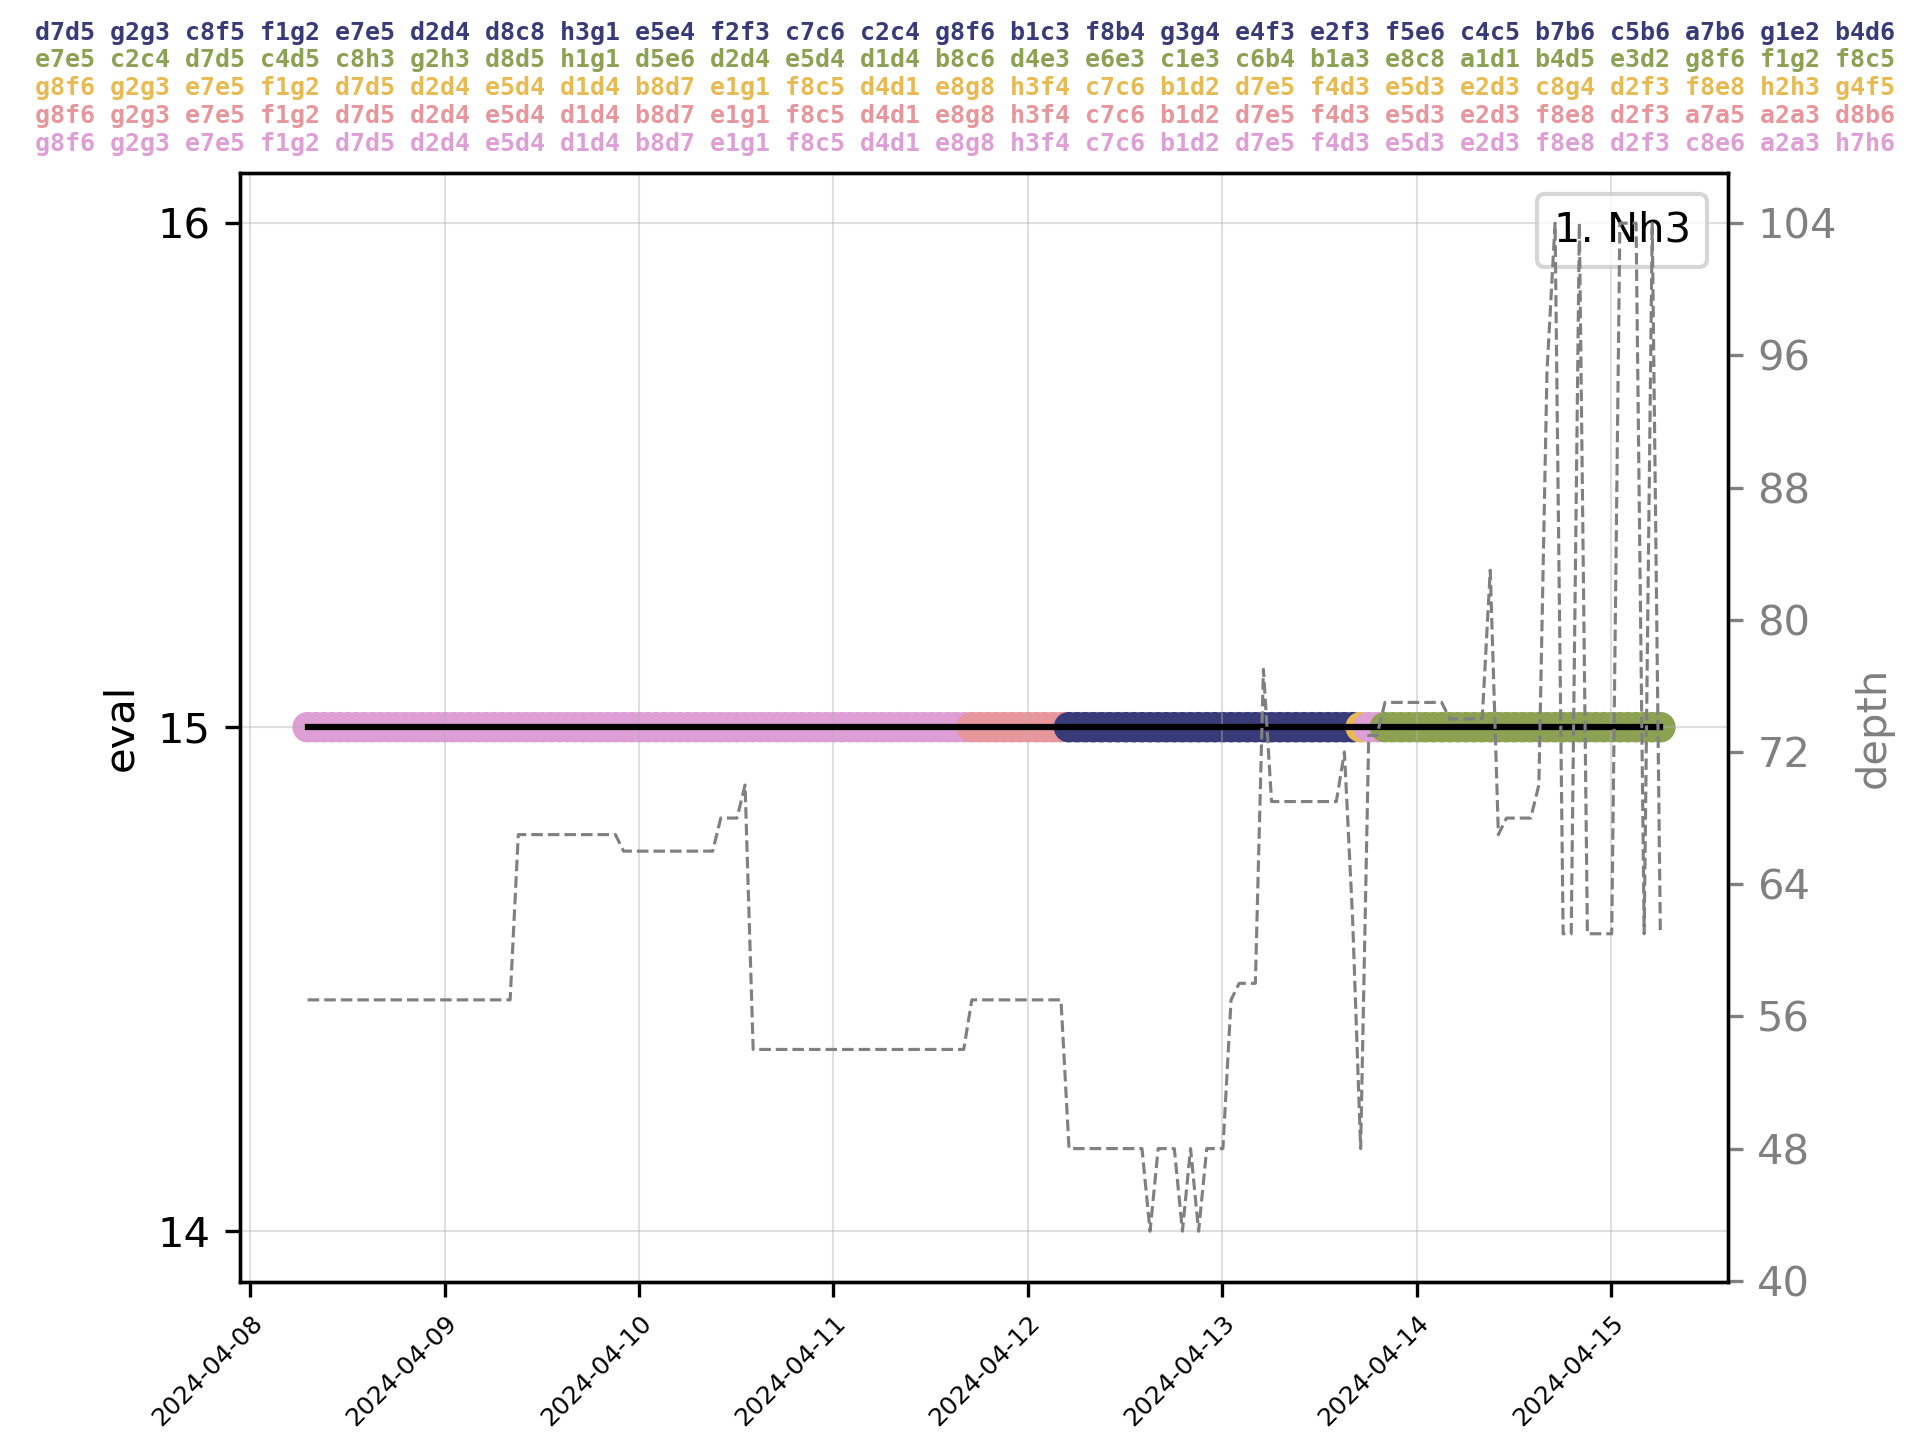 d7d5 g2g3 c8f5 f1g2 e7e5 d2d4 d8c8 h3g1 e5e4 f2f3 c7c6 c2c4 g8f6 b1c3 f8b4 g3g4 e4f3 e2f3 f5e6 c4c5 b7b6 c5b6 a7b6 g1e2 b4d6
e7e5 c2c4 d7d5 c4d5 c8h3 g2h3 d8d5 h1g1 d5e6 d2d4 e5d4 d1d4 b8c6 d4e3 e6e3 c1e3 c6b4 b1a3 e8c8 a1d1 b4d5 e3d2 g8f6 f1g2 f8c5
g8f6 g2g3 e7e5 f1g2 d7d5 d2d4 e5d4 d1d4 b8d7 e1g1 f8c5 d4d1 e8g8 h3f4 c7c6 b1d2 d7e5 f4d3 e5d3 e2d3 c8g4 d2f3 f8e8 h2h3 g4f5
g8f6 g2g3 e7e5 f1g2 d7d5 d2d4 e5d4 d1d4 b8d7 e1g1 f8c5 d4d1 e8g8 h3f4 c7c6 b1d2 d7e5 f4d3 e5d3 e2d3 f8e8 d2f3 a7a5 a2a3 d8b6
g8f6 g2g3 e7e5 f1g2 d7d5 d2d4 e5d4 d1d4 b8d7 e1g1 f8c5 d4d1 e8g8 h3f4 c7c6 b1d2 d7e5 f4d3 e5d3 e2d3 f8e8 d2f3 c8e6 a2a3 h7h6
1. Nh3
16
15
14
eval
104
96
88
80
72
64
56
48
40
depth
2024-04-08
2024-04-09
2024-04-10
2024-04-11
2024-04-12
2024-04-13
2024-04-14
2024-04-15